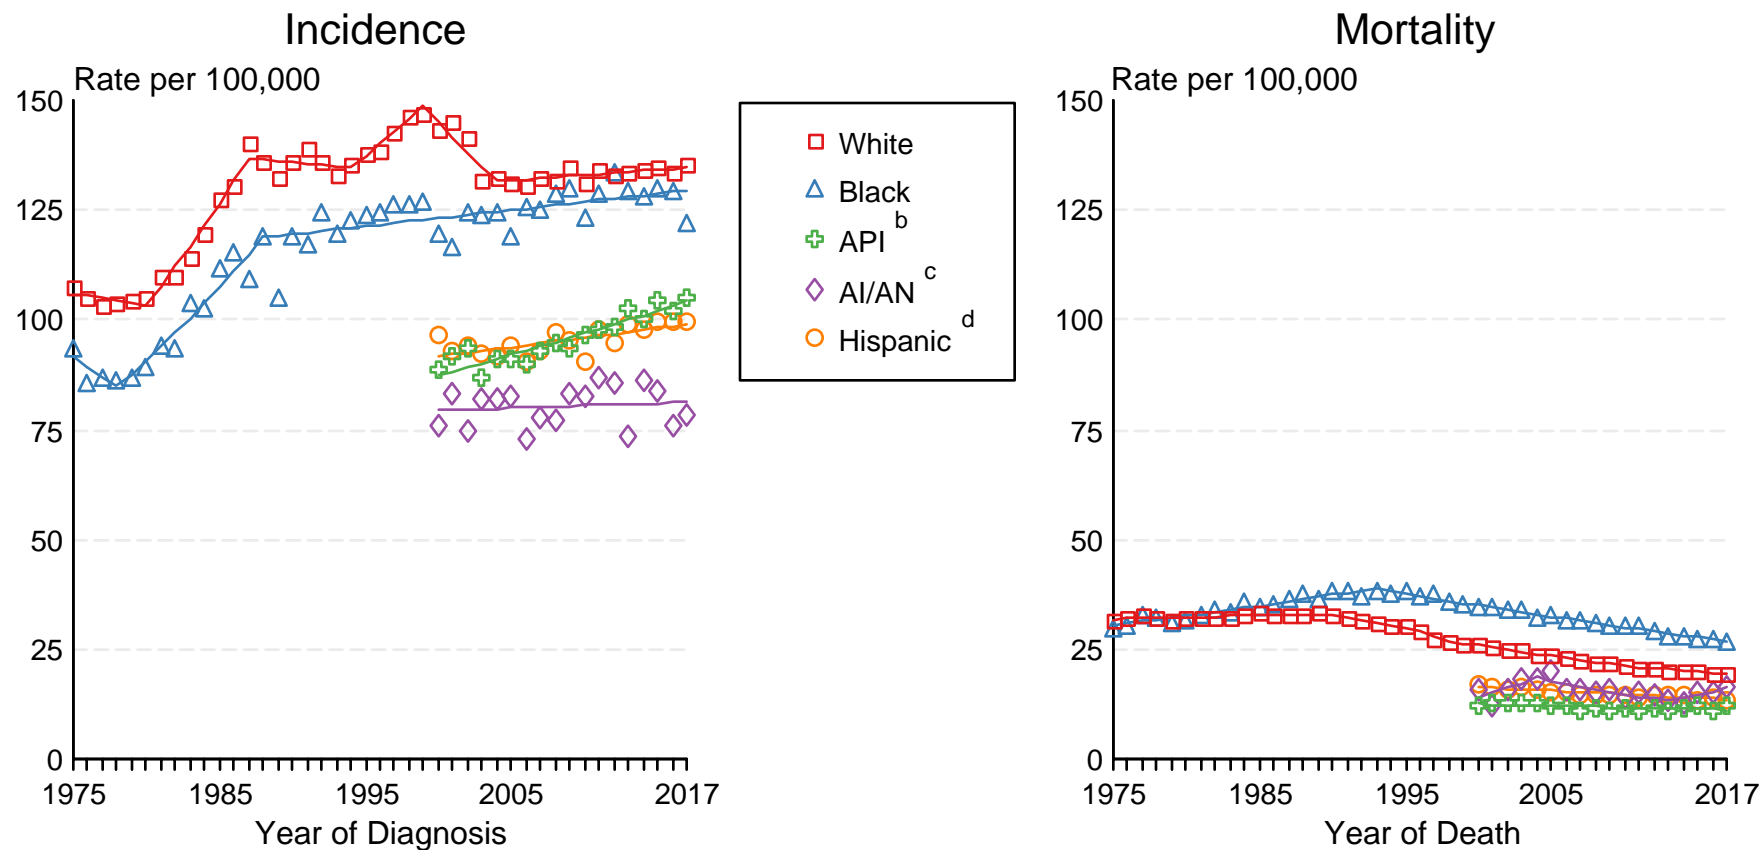 Incidence
Rate per 100,000
150
125
100
75
50
25
0
1975 1985 1995 2005 2017
Year of Diagnosis
White
Black
API b
AI/AN c
Hispanic d
Mortality
Rate per 100,000
150
125
100
75
50
25
0
1975 1985 1995 2005 2017
Year of Death